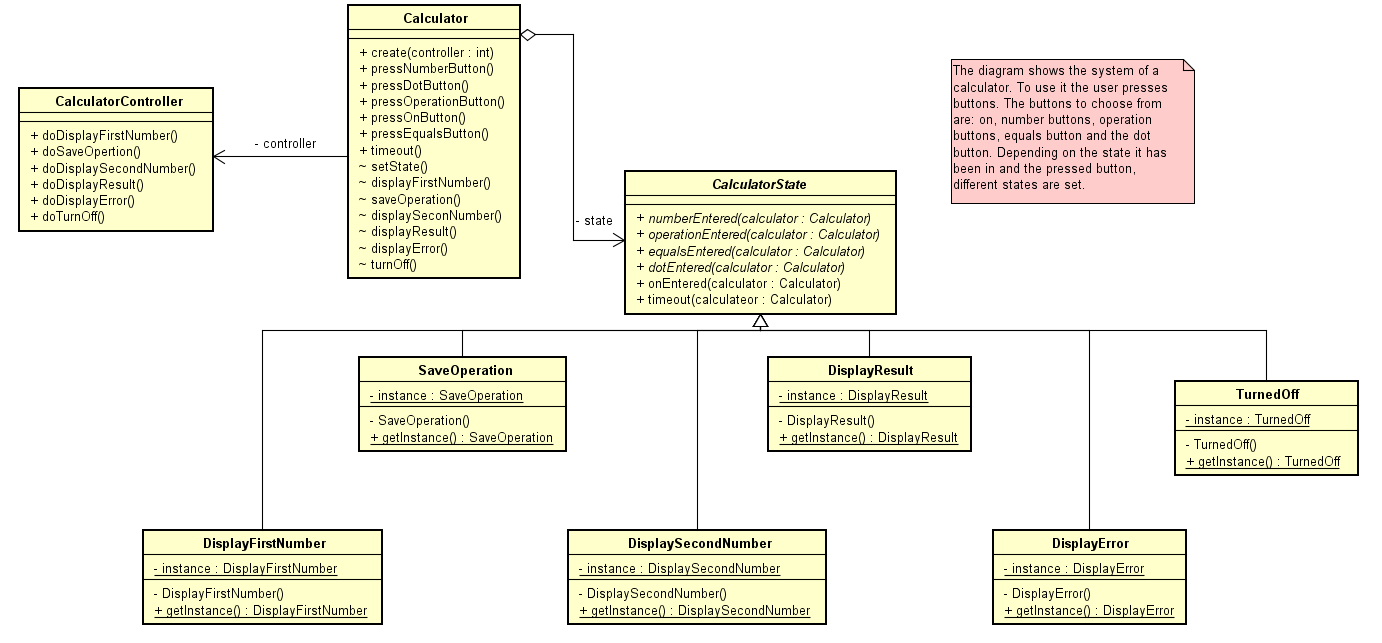 Calculator
+ create(controller : int)
+ pressNumberButton()
+ pressDotButton()
+ pressOperationButton()
+ pressOnButton()
+ pressEqualsButton()
+ timeout()
~ setState()
~ displayFirstNumber()
~ saveOperation()
~ displaySeconNumber()
~ displayResult()
~ displayError()
~ turnOff()
CalculatorController
+ doDisplayFirstNumber()
+ doSaveOpertion()
+ doDisplaySecondNumber()
+ doDisplayResult()
+ doDisplayError()
+ doTurnOff()
- controller
- state
CalculatorState
+ numberEntered(calculator : Calculator)
+ operationEntered(calculator : Calculator)
+ equalsEntered(calculator : Calculator)
+ dotEntered(calculator : Calculator)
+ onEntered(calculator : Calculator)
+ timeout(calculateor : Calculator)
The diagram shows the system of a
calculator. To use it the user presses
buttons. The buttons to choose from
are: on, number buttons, operation
buttons, equals button and the dot
button. Depending on the state it has
been in and the pressed button,
different states are set.
SaveOperation
- instance : SaveOperation
- SaveOperation()
+ getInstance() : SaveOperation
DisplayResult
- instance : DisplayResult
- DisplayResult()
+ getInstance() : DisplayResult
TurnedOff
- instance : TurnedOff
- TurnedOff()
+ getInstance() : TurnedOff
DisplayFirstNumber
- instance : DisplayFirstNumber
- DisplayFirstNumber()
+ getInstance() : DisplayFirstNumber
DisplaySecondNumber
- instance : DisplaySecondNumber
- DisplaySecondNumber()
+ getInstance() : DisplaySecondNumber
DisplayError
- instance : DisplayError
- DisplayError()
+ getInstance() : DisplayError